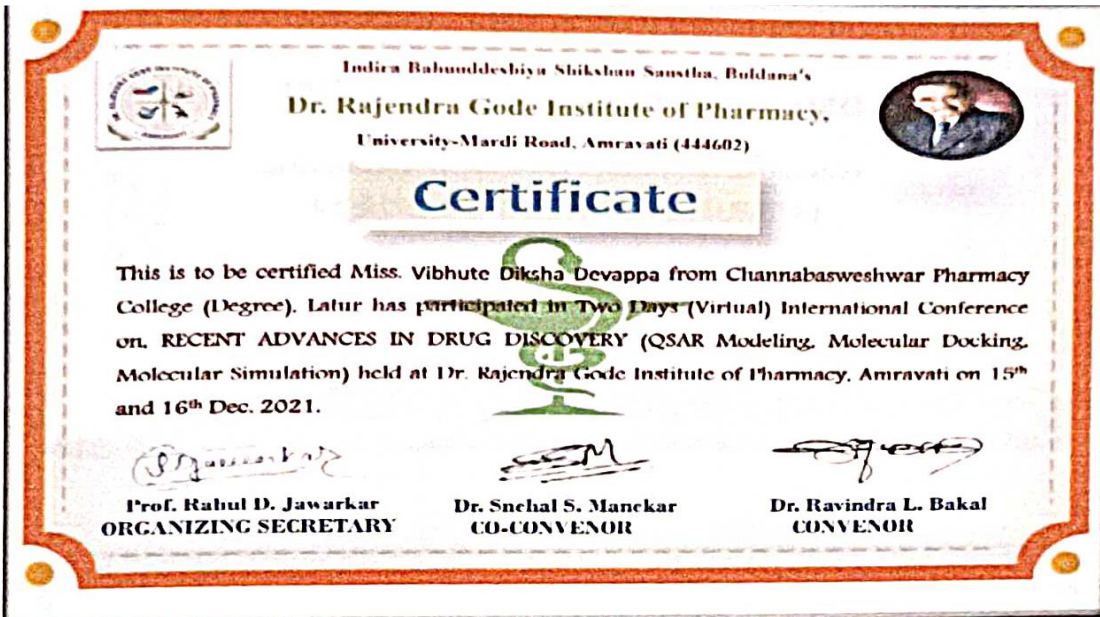 Indira Bahuuddeshiya Shikshan Sanstha, Buldana's
Dr. Rajendra Gode Institute of Pharmacy,
University-Mardi Road, Amravati (444602)
Certificate
This is to be certified Miss. Vibhute Diksha Devappa from Channabasweshwar Pharmacy
College (Degree), Latur has participated in Two Days (Virtual) International Conference
on, RECENT ADVANCES IN DRUG DISCOVERY (QSAR Modeling, Molecular Docking,
Molecular Simulation) held at Dr. Rajendra Gode Institute of Pharmacy, Amravati on 15th
and 16th Dec. 2021.
Prof. Rahul D. Jawarkar
ORGANIZING SECRETARY
Dr. Snehal S. Manekar
CO-CONVENOR
Dr. Ravindra L. Bakal
CONVENOR